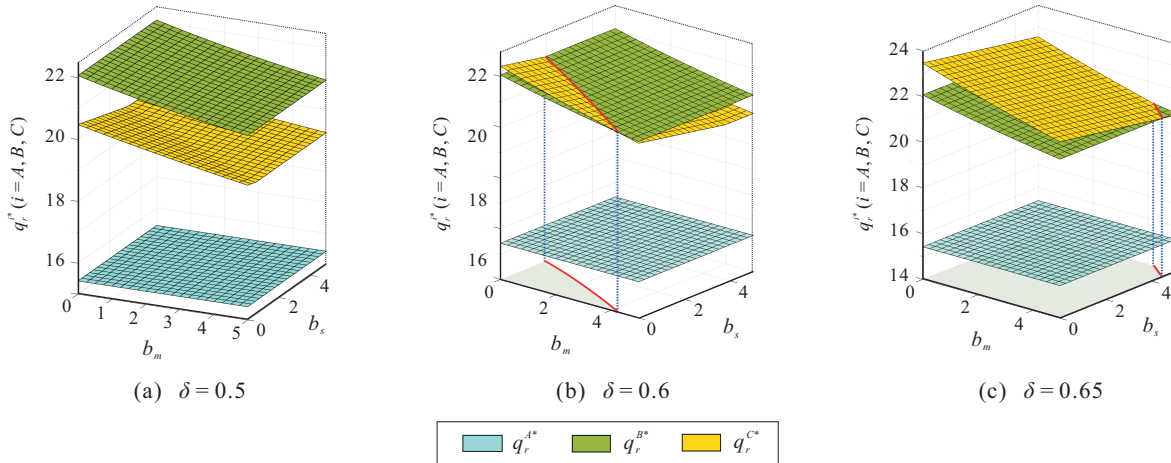 22
20
18
16
q_r^{i*} (i = A, B, C)
0
1
2
3
4
5
0
2
4
b_m
b_s
(a) δ = 0.5
22
20
18
16
q_r^{i*} (i = A, B, C)
0
2
4
0
2
4
b_m
b_s
(b) δ = 0.6
24
22
20
18
16
14
q_r^{i*} (i = A, B, C)
0
2
4
0
2
4
b_m
b_s
(c) δ = 0.65
q_r^{A*} q_r^{B*} q_r^{C*}